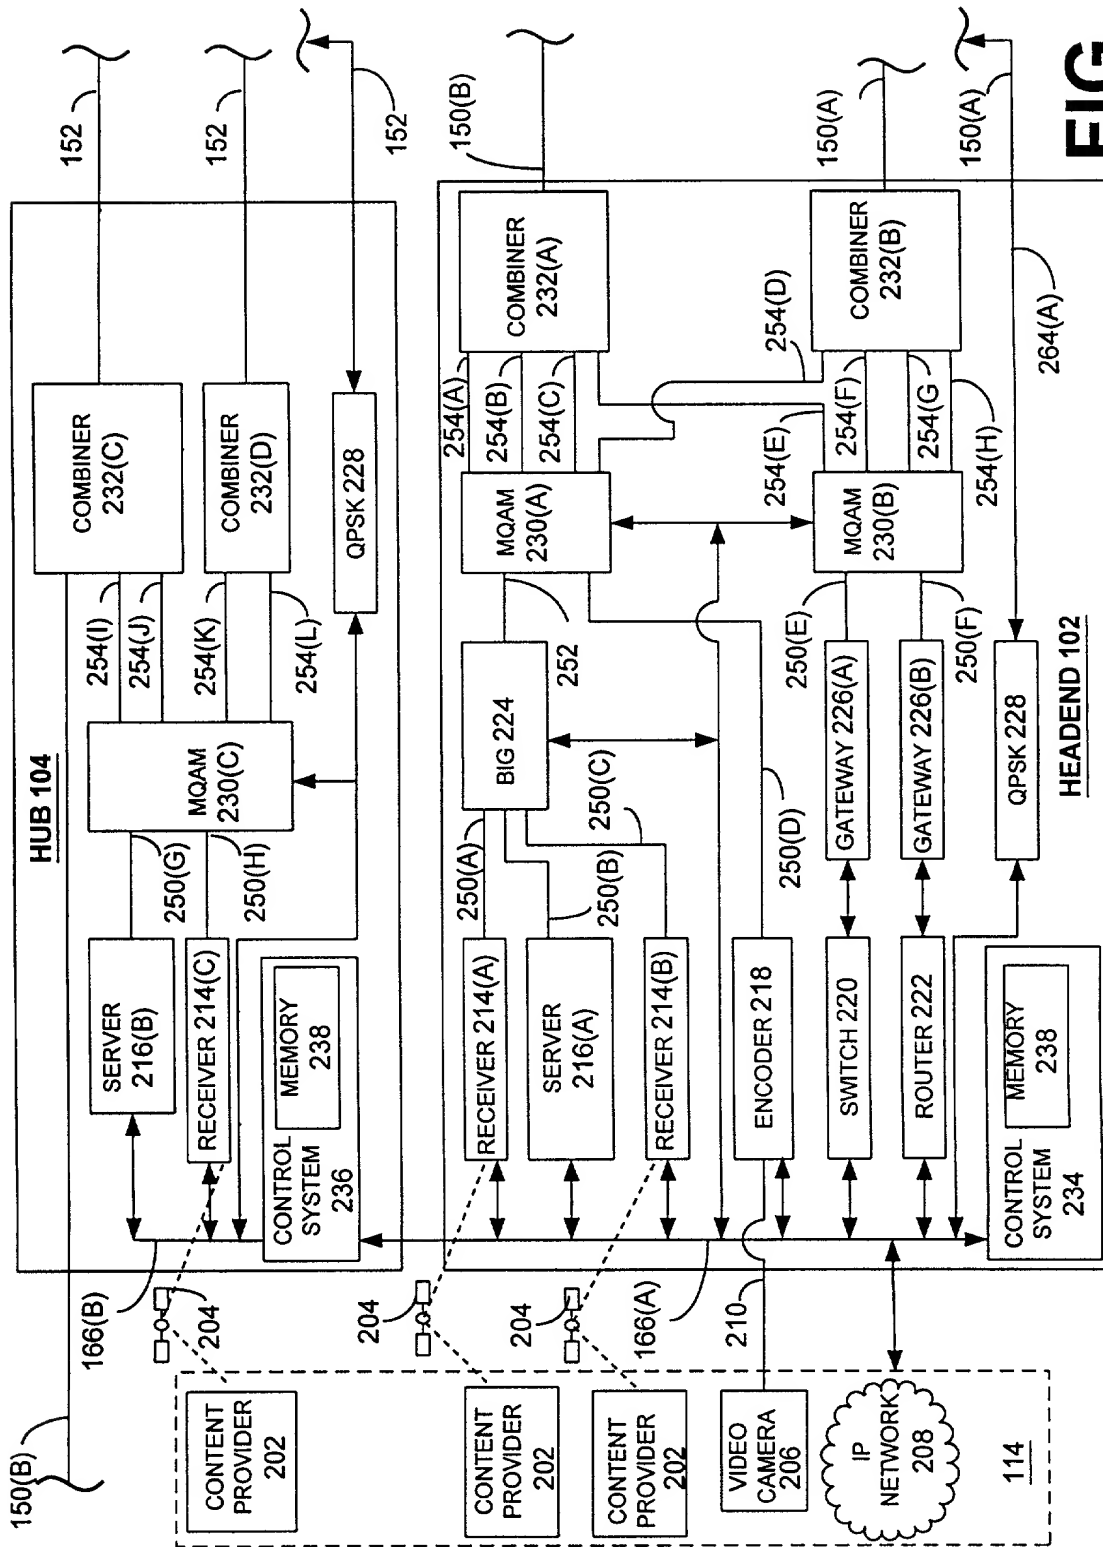 150(B)
166(B)
HUB 104
SERVER
216(B)
RECEIVER 214(C)
CONTROL
SYSTEM
236
MEMORY
238
250(G)
250(H)
MQAM
230(C)
254(I)
254(J)
254(K)
254(L)
COMBINER
232(C)
COMBINER
232(D)
QPSK 228
152
152
152
CONTENT
PROVIDER
202
204
CONTENT
PROVIDER
202
204
CONTENT
PROVIDER
202
204
VIDEO
CAMERA
206
IP
NETWORK
208
114
166(A)
210
RECEIVER 214(A)
SERVER
216(A)
RECEIVER 214(B)
ENCODER 218
SWITCH 220
ROUTER 222
CONTROL
SYSTEM
234
MEMORY
238
250(A)
250(B)
250(C)
250(D)
BIG 224
252
GATEWAY 226(A)
GATEWAY 226(B)
250(E)
250(F)
QPSK 228
HEADEND 102
MQAM
230(A)
MQAM
230(B)
254(A)
254(B)
254(C)
254(D)
254(E)
254(F)
254(G)
254(H)
COMBINER
232(A)
COMBINER
232(B)
264(A)
150(B)
150(A)
150(A)
FIG